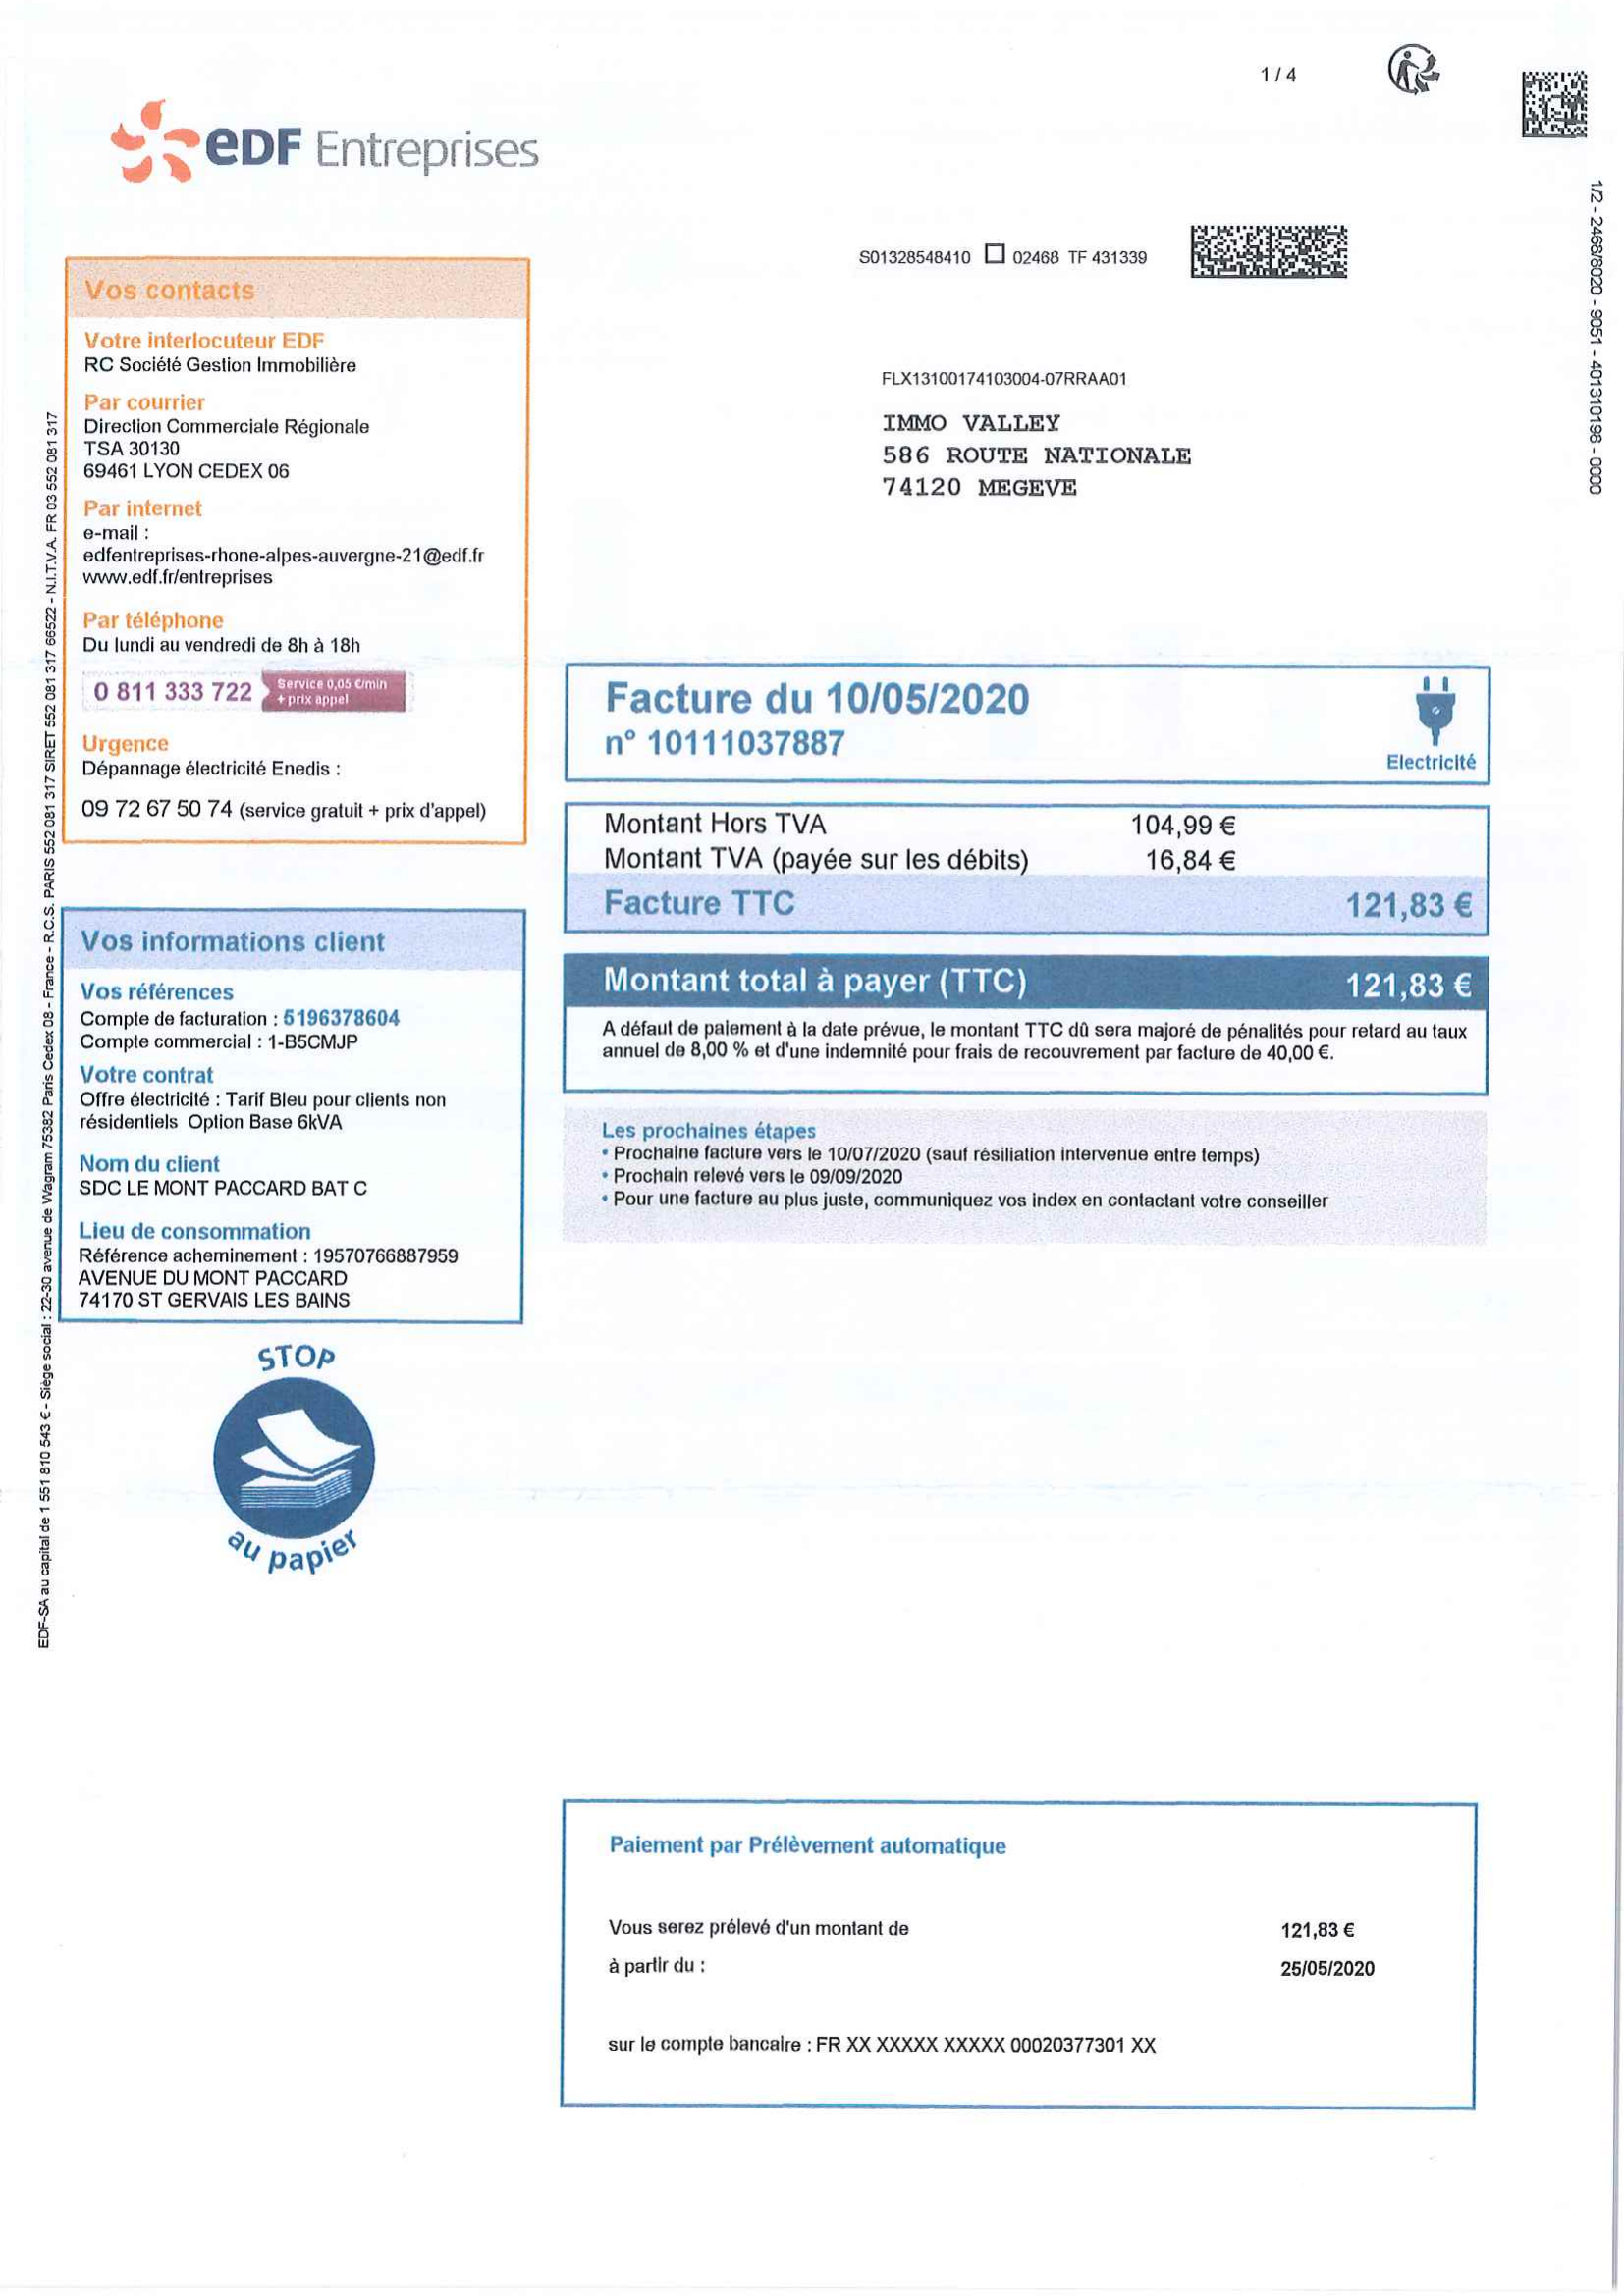 1 / 4
eDF Entreprises
1/2 - 2468/8020 - 9051 - 401310198 - 0000
S01328548410 02468 TF 431339
FLX13100174103004-07RRAA01
IMMO VALLEY
586 ROUTE NATIONALE
74120 MEGEVE
Vos contacts
Votre interlocuteur EDF
RC Société Gestion Immobilière
Par courrier
Direction Commerciale Régionale
TSA 30130
69461 LYON CEDEX 06
Par internet
e-mail :
edfentreprises-rhone-alpes-auvergne-21@edf.fr
www.edf.fr/entreprises
Par téléphone
Du lundi au vendredi de 8h à 18h
0 811 333 722
Service 0,05 €/min
+ prix appel
Urgence
Dépannage électricité Enedis :
09 72 67 50 74 (service gratuit + prix d'appel)
Facture du 10/05/2020
n° 10111037887
Electricité
Montant Hors TVA 104,99 €
Montant TVA (payée sur les débits) 16,84 €
Facture TTC 121,83 €
Montant total à payer (TTC) 121,83 €
A défaut de paiement à la date prévue, le montant TTC dû sera majoré de pénalités pour retard au taux
annuel de 8,00 % et d'une indemnité pour frais de recouvrement par facture de 40,00 €.
Les prochaines étapes
• Prochaine facture vers le 10/07/2020 (sauf résiliation intervenue entre temps)
• Prochain relevé vers le 09/09/2020
• Pour une facture au plus juste, communiquez vos index en contactant votre conseiller
Vos informations client
Vos références
Compte de facturation : 5196378604
Compte commercial : 1-B5CMJP
Votre contrat
Offre électricité : Tarif Bleu pour clients non
résidentiels Option Base 6kVA
Nom du client
SDC LE MONT PACCARD BAT C
Lieu de consommation
Référence acheminement : 19570766887959
AVENUE DU MONT PACCARD
74170 ST GERVAIS LES BAINS
STOP
au papier
EDF-SA au capital de 1 551 810 543 € - Siège social : 22-30 avenue de Wagram 75382 Paris Cedex 08 - France - R.C.S. PARIS 552 081 317 SIRET 552 081 317 66522 - N.I.T.V.A. FR 03 552 081 317
Paiement par Prélèvement automatique
Vous serez prélevé d'un montant de 121,83 €
à partir du : 25/05/2020
sur le compte bancaire : FR XX XXXXX XXXXX 00020377301 XX